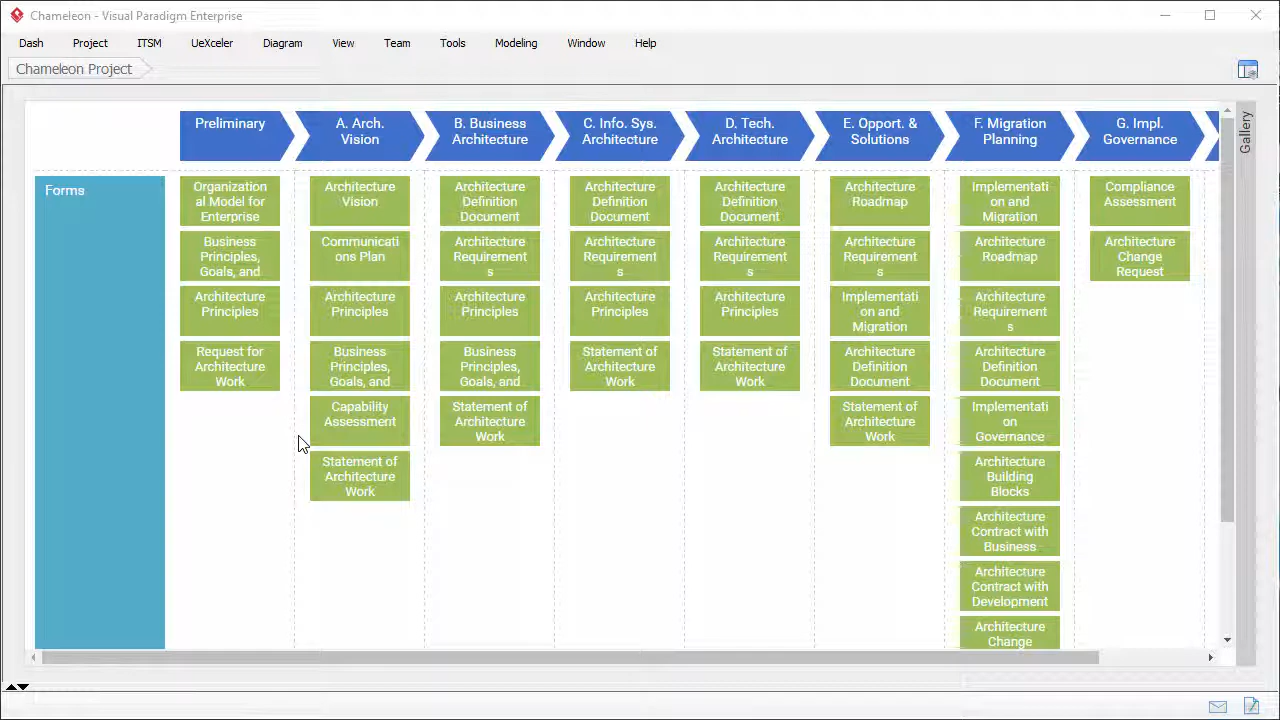 Chameleon - Visual Paradigm Enterprise
Dash Project ITSM UeXceler Diagram View Team Tools Modeling Window Help
Chameleon Project
Gallery
Preliminary
A. Arch.
Vision
B. Business
Architecture
C. Info. Sys.
Architecture
D. Tech.
Architecture
E. Opport. &
Solutions
F. Migration
Planning
G. Impl.
Governance
Forms
Organization
al Model for
Enterprise
Business
Principles,
Goals, and
Architecture
Principles
Request for
Architecture
Work
Architecture
Vision
Communicati
ons Plan
Architecture
Principles
Business
Principles,
Goals, and
Capability
Assessment
Statement of
Architecture
Work
Architecture
Definition
Document
Architecture
Requirement
s
Architecture
Principles
Business
Principles,
Goals, and
Statement of
Architecture
Work
Architecture
Definition
Document
Architecture
Requirement
s
Architecture
Principles
Statement of
Architecture
Work
Architecture
Definition
Document
Architecture
Requirement
s
Architecture
Principles
Statement of
Architecture
Work
Architecture
Roadmap
Architecture
Requirement
s
Implementati
on and
Migration
Architecture
Definition
Document
Statement of
Architecture
Work
Implementati
on and
Migration
Architecture
Roadmap
Architecture
Requirement
s
Architecture
Definition
Document
Implementati
on
Governance
Architecture
Building
Blocks
Architecture
Contract with
Business
Architecture
Contract with
Development
Architecture
Change
Compliance
Assessment
Architecture
Change
Request